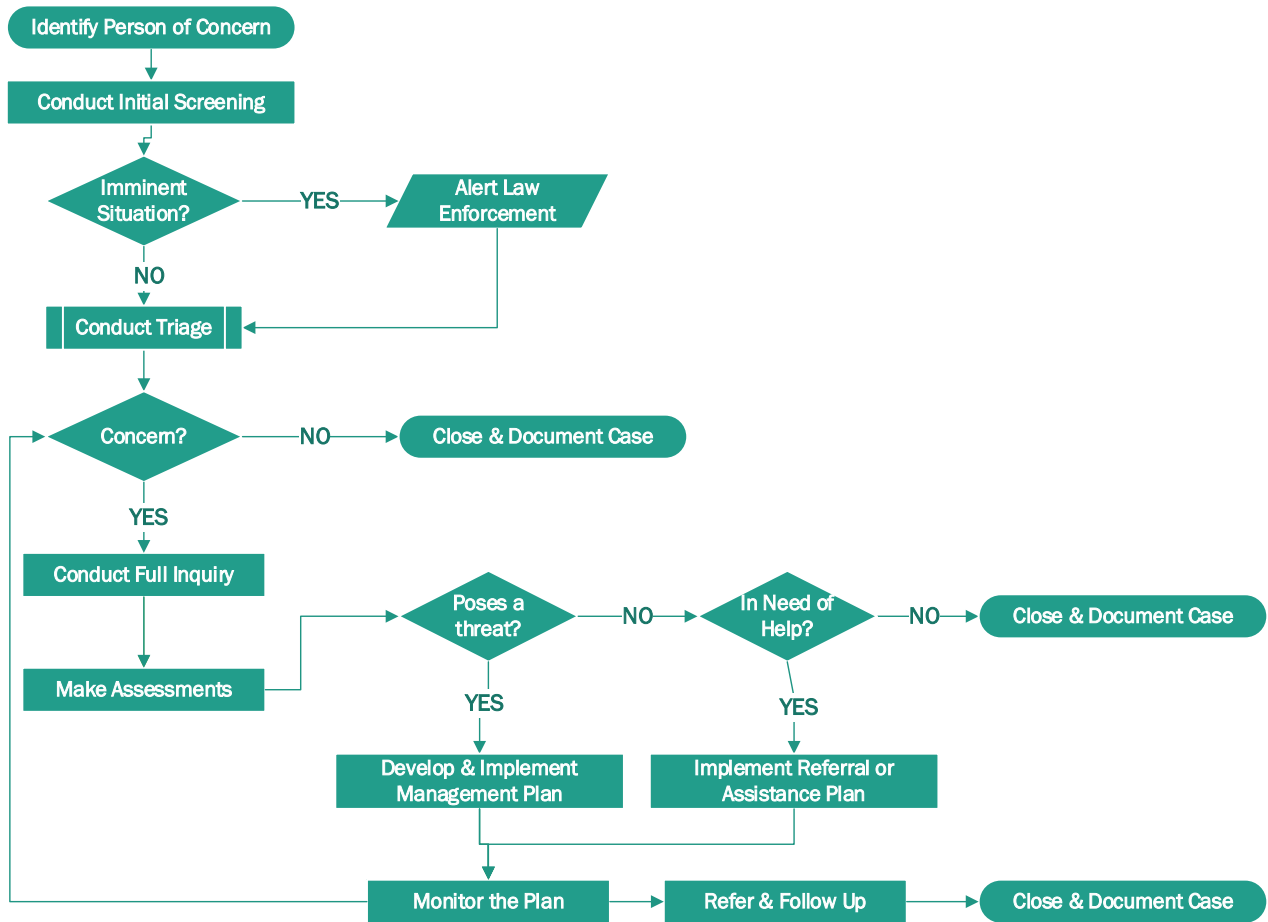 Identify Person of Concern
Conduct Initial Screening
Imminent
Situation?
YES
Alert Law
Enforcement
NO
Conduct Triage
Concern?
NO
Close & Document Case
YES
Conduct Full Inquiry
Make Assessments
Poses a
threat?
NO
In Need of
Help?
NO
Close & Document Case
YES
YES
Develop & Implement
Management Plan
Implement Referral or
Assistance Plan
Monitor the Plan
Refer & Follow Up
Close & Document Case